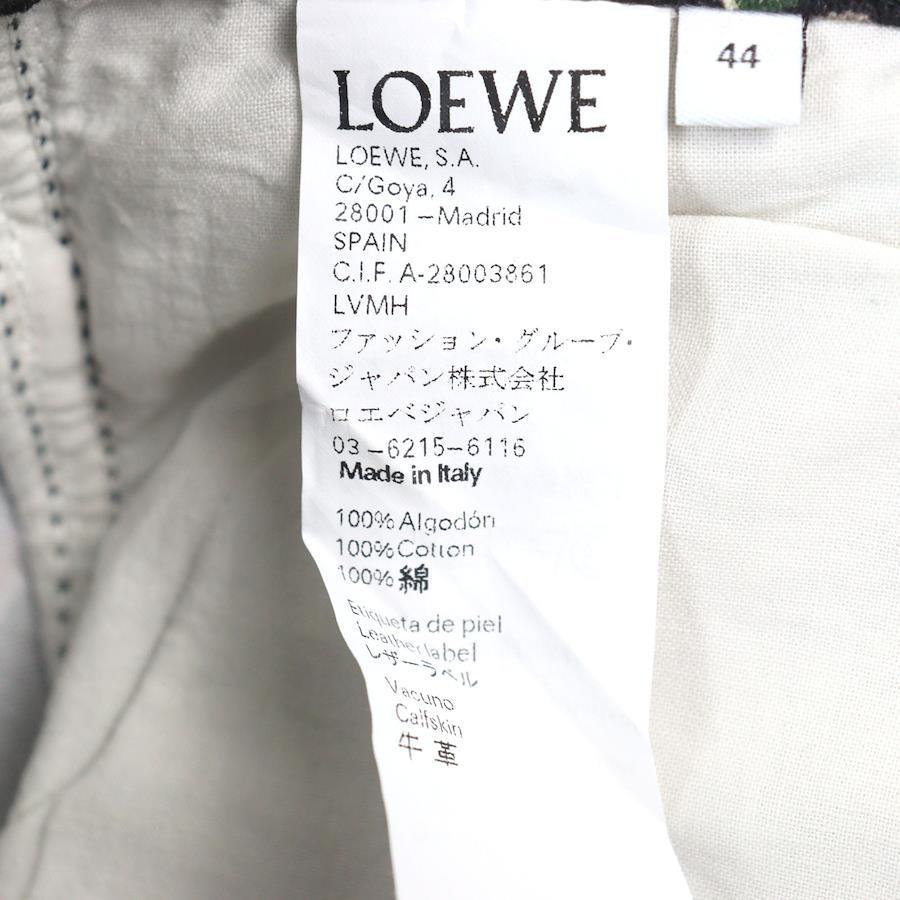 LOEWE
44
LOEWE, S.A.
C/Goya, 4
28001 –Madrid
SPAIN
C.I.F. A-28003861
LVMH
ファッション・グループ・
ジャパン株式会社
ロエベジャパン
03 –6215–6116
Made in Italy
100% Algodón
100% Cotton
100% 綿
Etiqueta de piel
Leather label
レザーラベル
Vacuno
Calfskin
牛革